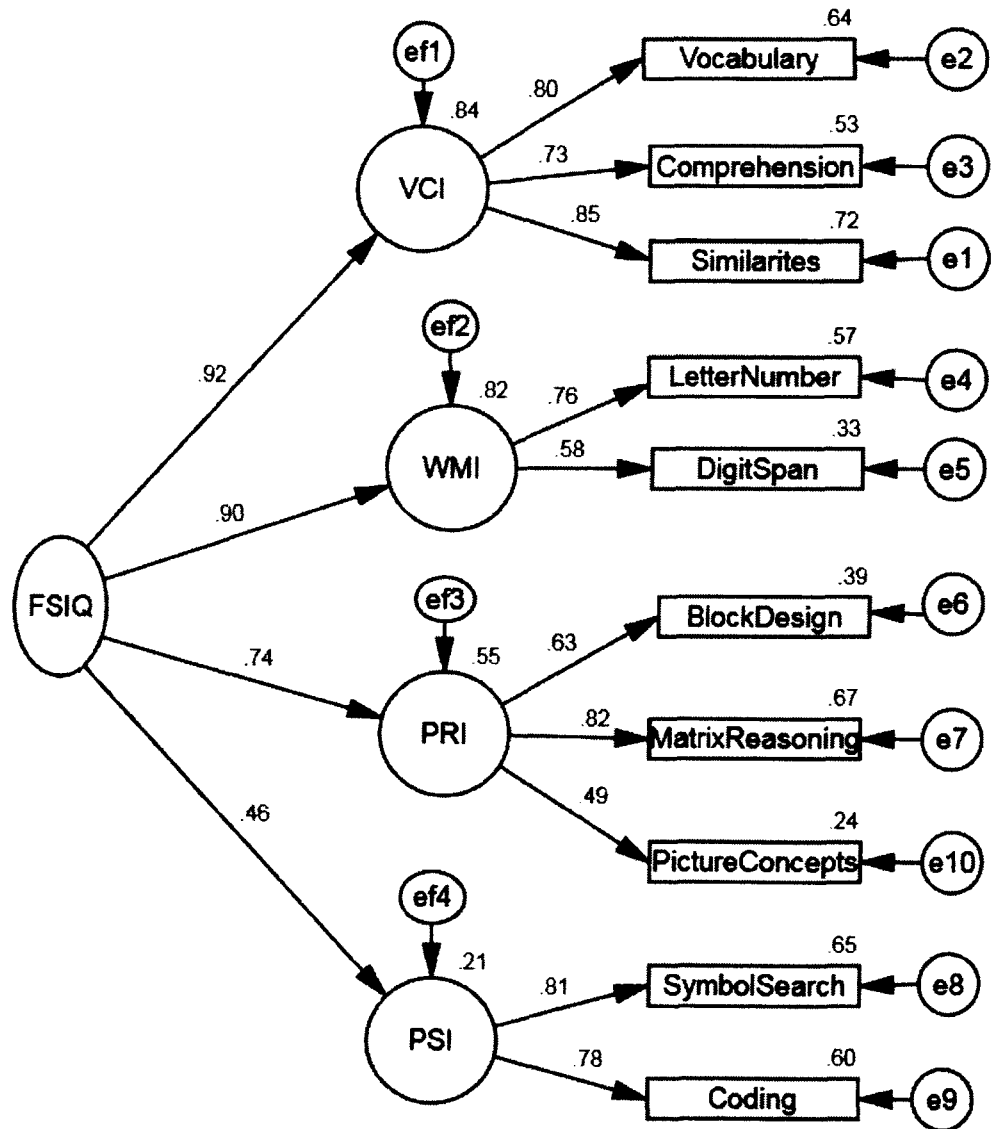 .64
ef1
Vocabulary
e2
.80
.84
.53
.73
Comprehension
e3
VCI
.85
.72
Similarites
e1
ef2
.57
.92
LetterNumber
e4
.82
.76
.33
WMI
.58
DigitSpan
e5
.90
.39
ef3
BlockDesign
e6
FSIQ
.63
.74
.55
.67
PRI
.82
MatrixReasoning
e7
.49
.46
.24
PictureConcepts
e10
ef4
.65
.21
.81
SymbolSearch
e8
PSI
.78
.60
Coding
e9